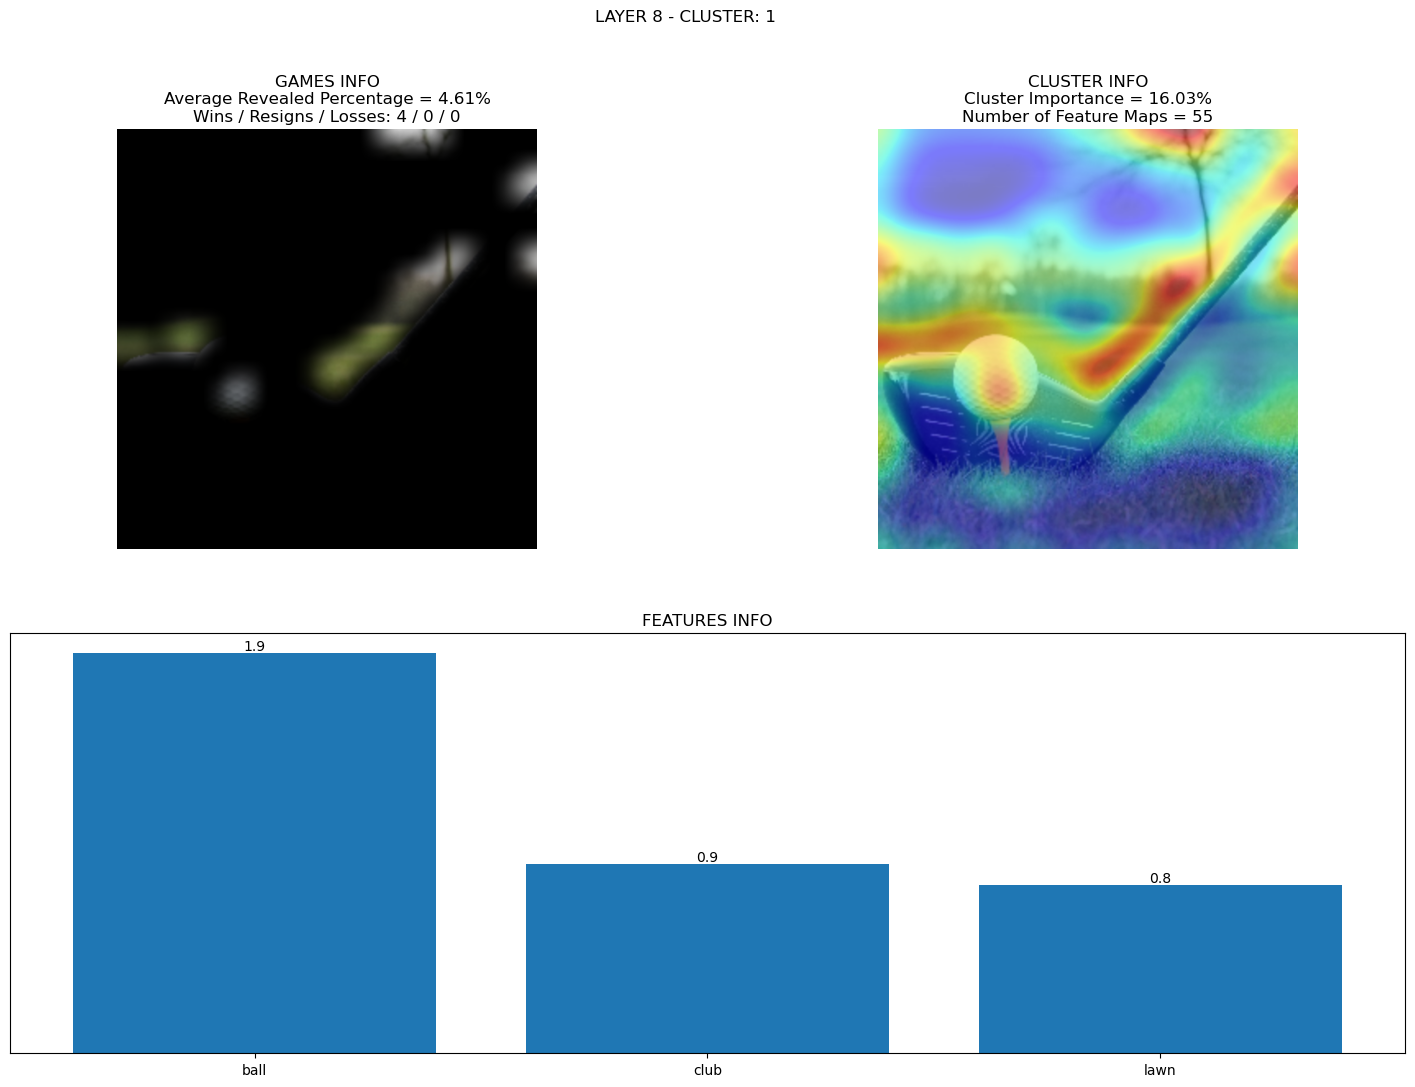 LAYER 8 - CLUSTER: 1
GAMES INFO
Average Revealed Percentage = 4.61%
Wins / Resigns / Losses: 4 / 0 / 0
CLUSTER INFO
Cluster Importance = 16.03%
Number of Feature Maps = 55
FEATURES INFO
1.9
0.9
0.8
ball
club
lawn